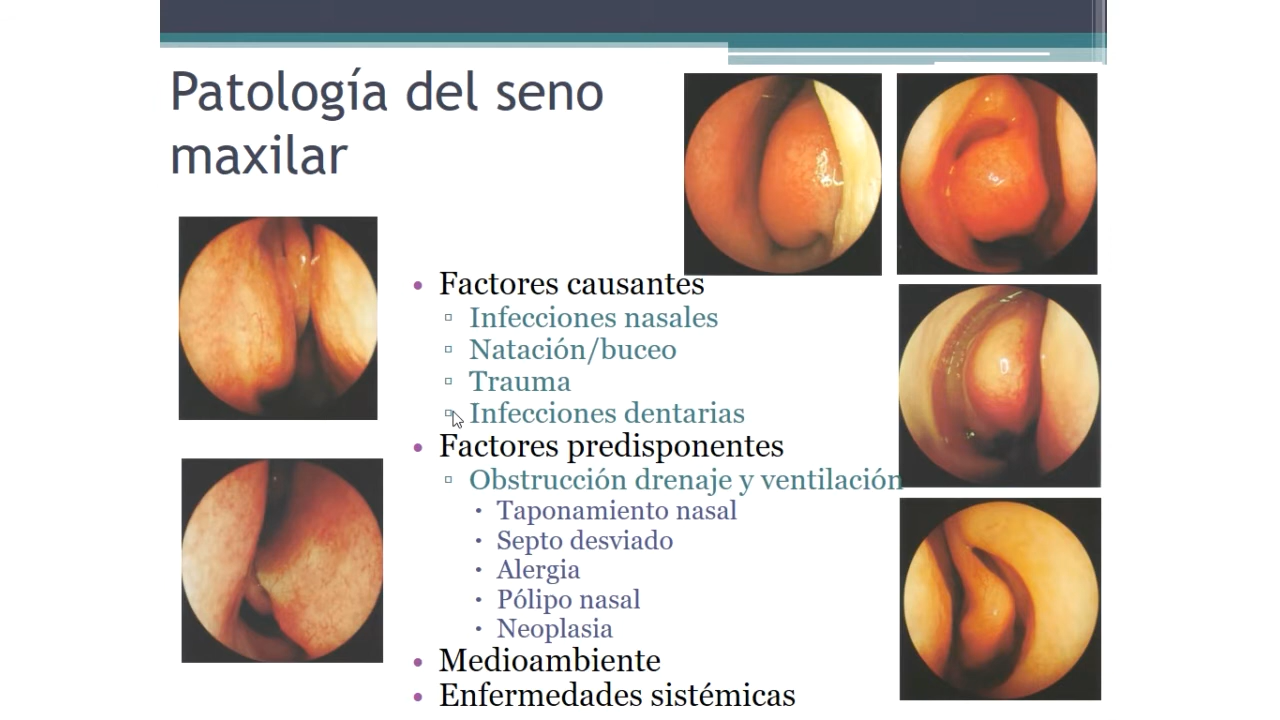 Patología del seno
maxilar
• Factores causantes
▫ Infecciones nasales
▫ Natación/buceo
▫ Trauma
▫ Infecciones dentarias
• Factores predisponentes
▫ Obstrucción drenaje y ventilación
• Taponamiento nasal
• Septo desviado
• Alergia
• Pólipo nasal
• Neoplasia
• Medioambiente
• Enfermedades sistémicas